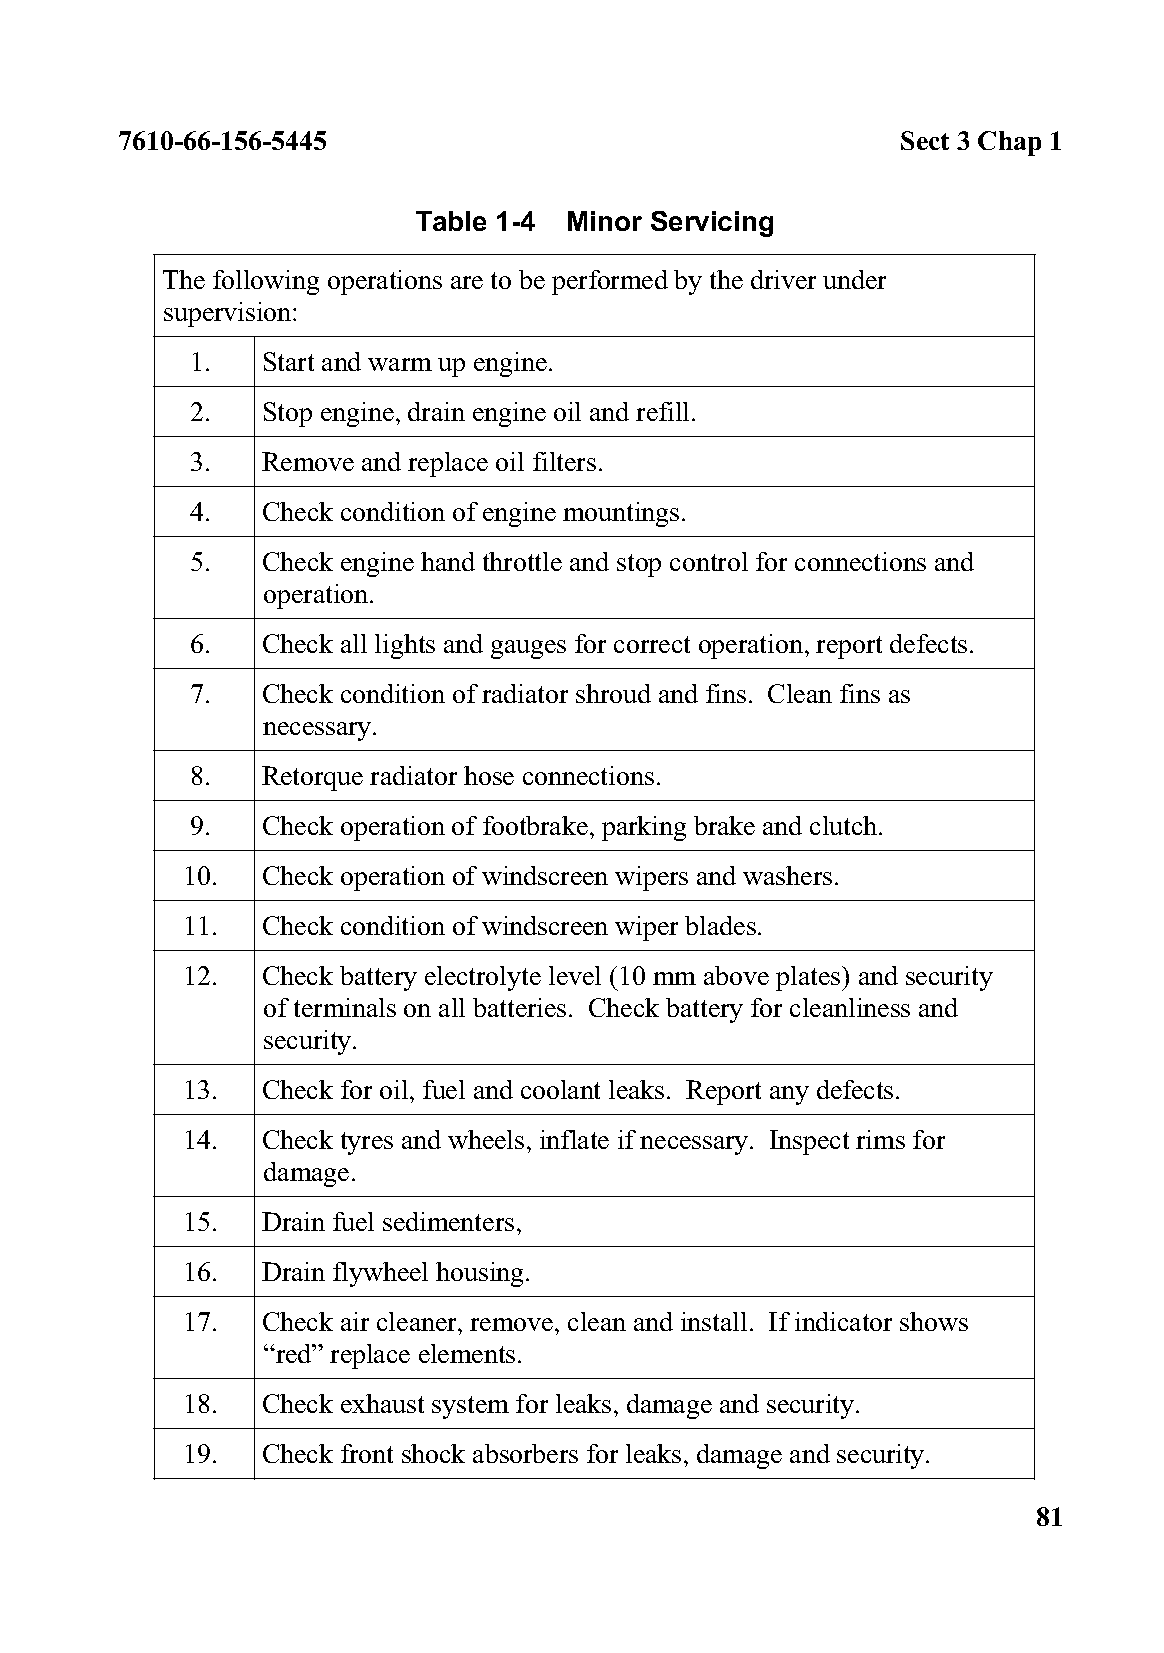 7610-66-156-5445 Sect 3 Chap 1
Table 1-4 Minor Servicing
The following operations are to be performed by the driver under
supervision:
1. Start and warm up engine.
2. Stop engine, drain engine oil and refill.
3. Remove and replace oil filters.
4. Check condition of engine mountings.
5. Check engine hand throttle and stop control for connections and
operation.
6. Check all lights and gauges for correct operation, report defects.
7. Check condition of radiator shroud and fins. Clean fins as
necessary.
8. Retorque radiator hose connections.
9. Check operation of footbrake, parking brake and clutch.
10. Check operation of windscreen wipers and washers.
11. Check condition of windscreen wiper blades.
12. Check battery electrolyte level (10 mm above plates) and security
of terminals on all batteries. Check battery for cleanliness and
security.
13. Check for oil, fuel and coolant leaks. Report any defects.
14. Check tyres and wheels, inflate if necessary. Inspect rims for
damage.
15. Drain fuel sedimenters,
16. Drain flywheel housing.
17. Check air cleaner, remove, clean and install. If indicator shows
“red” replace elements.
18. Check exhaust system for leaks, damage and security.
19. Check front shock absorbers for leaks, damage and security.
81